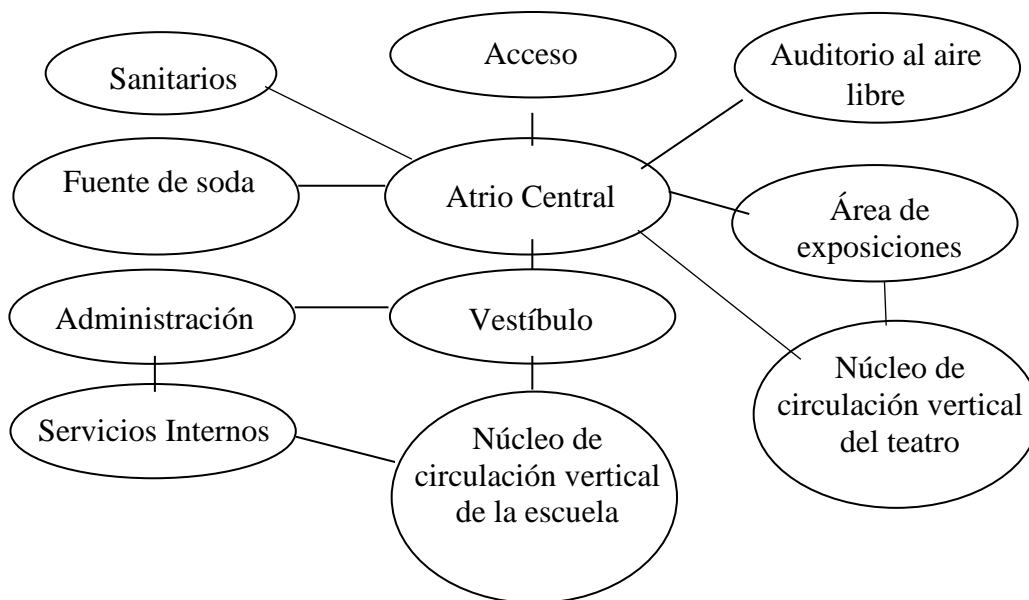 Acceso
Auditorio al aire
libre
Sanitarios
Fuente de soda
Atrio Central
Área de
exposiciones
Administración
Vestíbulo
Núcleo de
circulación vertical
del teatro
Servicios Internos
Núcleo de
circulación vertical
de la escuela